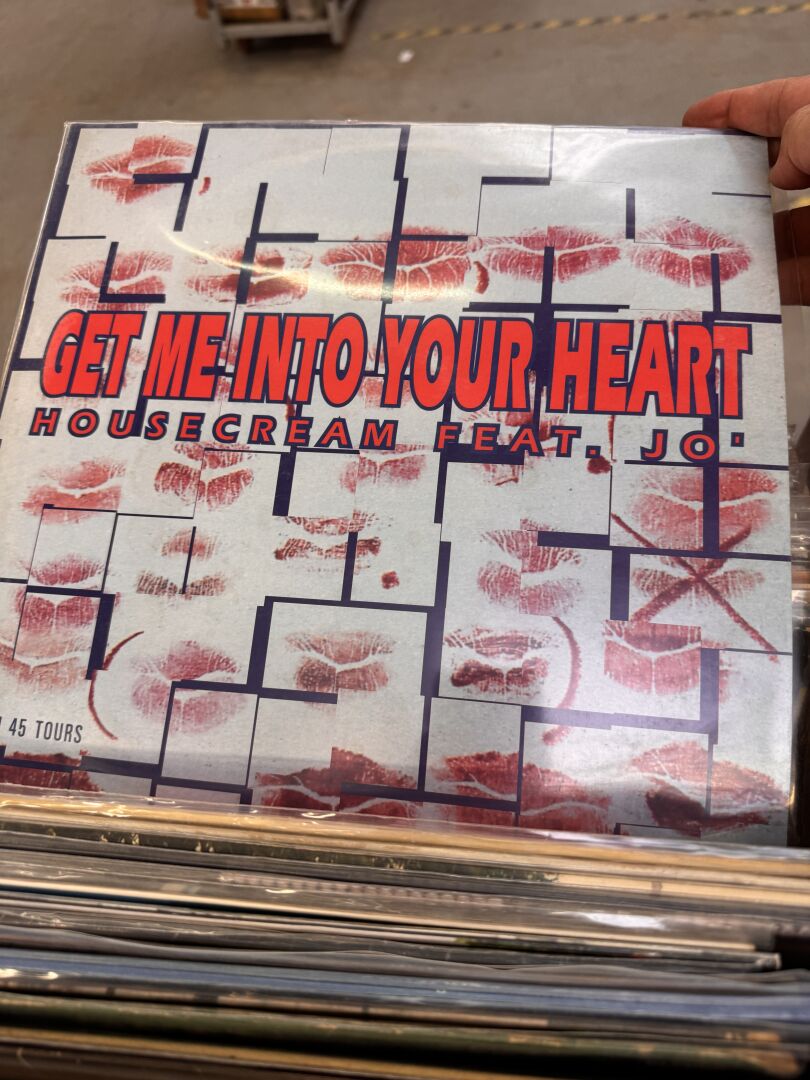 GET ME INTO YOUR HEART
HOUSECREAM FEAT. JO'
45 TOURS